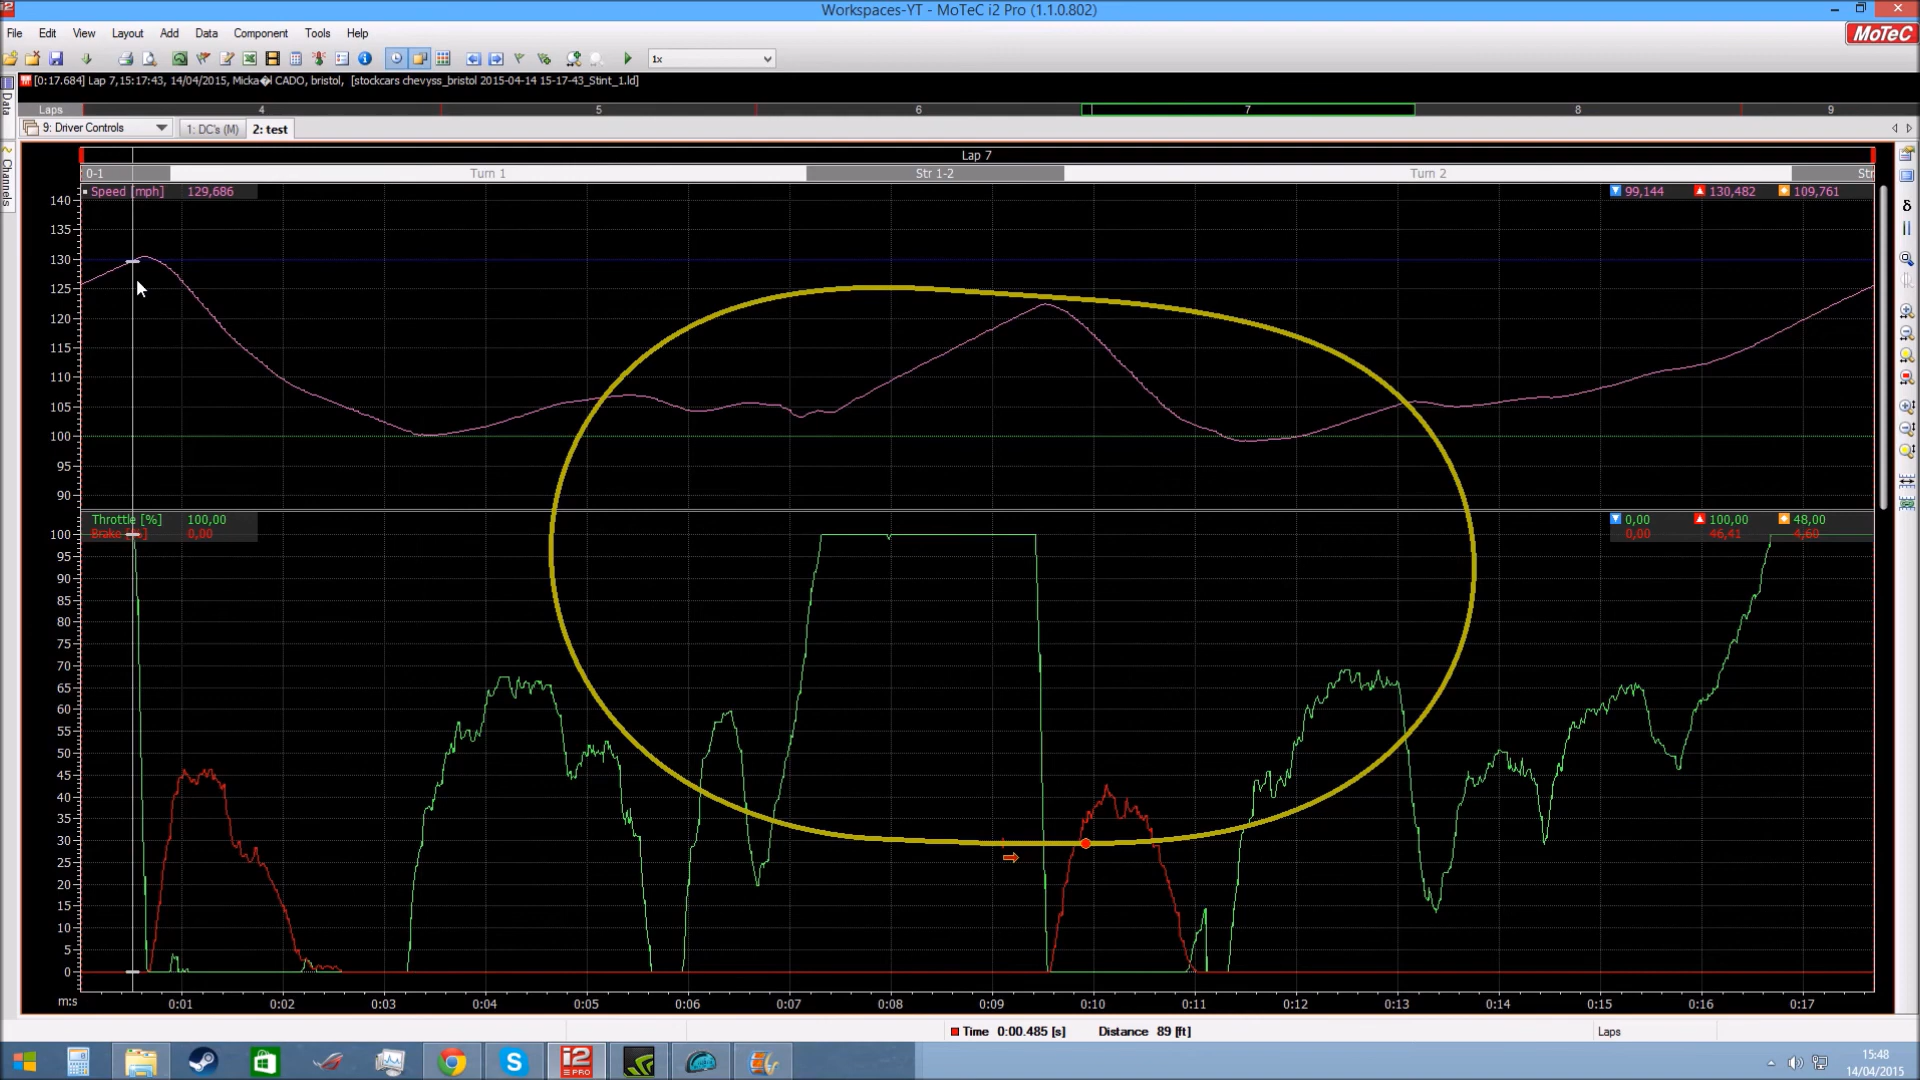 Workspaces-YT - MoTeC i2 Pro (1.1.0.802)
File Edit View Layout Add Data Component Tools Help
MoTeC
1x
[0:17.684] Lap 7,15:17:43, 14/04/2015, Micka�l CADO, bristol, [stockcars chevyss_bristol 2015-04-14 15-17-43_Stint_1.ld]
Laps 4 5 6 7 8 9
Data
Channels
9: Driver Controls 1: DC's (M) 2: test
Lap 7
0-1 Turn 1 Str 1-2 Turn 2 Str
Speed [mph] 129,686 99,144 130,482 109,761
140
135
130
125
120
115
110
105
100
95
90
Throttle [%] 100,00 0,00 100,00 48,00
Brake [%] 0,00 0,00 46,41 4,60
100
95
90
85
80
75
70
65
60
55
50
45
40
35
30
25
20
15
10
5
0
m:s 0:01 0:02 0:03 0:04 0:05 0:06 0:07 0:08 0:09 0:10 0:11 0:12 0:13 0:14 0:15 0:16 0:17
Time 0:00.485 [s] Distance 89 [ft] Laps
i2
PRO
S
15:48
14/04/2015